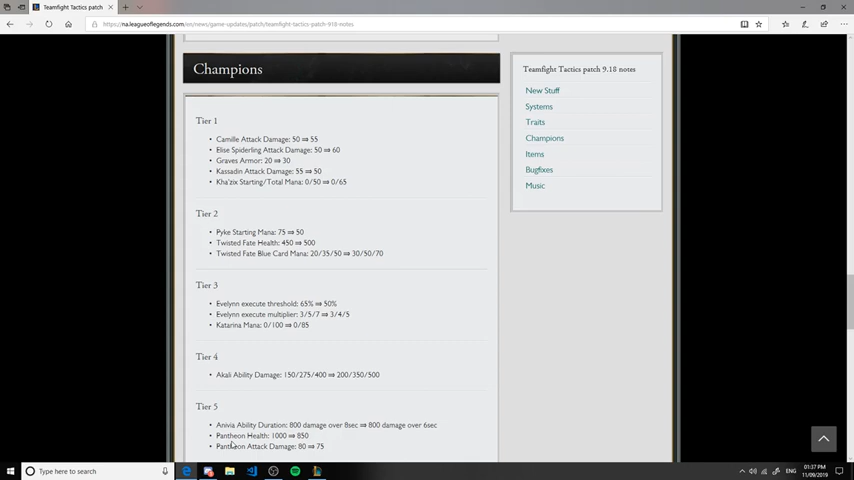 Teamfight Tactics patch
https://na.leagueoflegends.com/en/news/game-updates/patch/teamfight-tactics-patch-918-notes
Champions
Tier 1
• Camille Attack Damage: 50 ⇒ 55
• Elise Spiderling Attack Damage: 50 ⇒ 60
• Graves Armor: 20 ⇒ 30
• Kassadin Attack Damage: 55 ⇒ 50
• Kha'zix Starting/Total Mana: 0/50 ⇒ 0/65
Tier 2
• Pyke Starting Mana: 75 ⇒ 50
• Twisted Fate Health: 450 ⇒ 500
• Twisted Fate Blue Card Mana: 20/35/50 ⇒ 30/50/70
Tier 3
• Evelynn execute threshold: 65% ⇒ 50%
• Evelynn execute multiplier: 3/5/7 ⇒ 3/4/5
• Katarina Mana: 0/100 ⇒ 0/85
Tier 4
• Akali Ability Damage: 150/275/400 ⇒ 200/350/500
Tier 5
• Anivia Ability Duration: 800 damage over 8sec ⇒ 800 damage over 6sec
• Pantheon Health: 1000 ⇒ 850
• Pantheon Attack Damage: 80 ⇒ 75
Teamfight Tactics patch 9.18 notes
New Stuff
Systems
Traits
Champions
Items
Bugfixes
Music
Type here to search
ENG
01:37 PM
11/09/2019